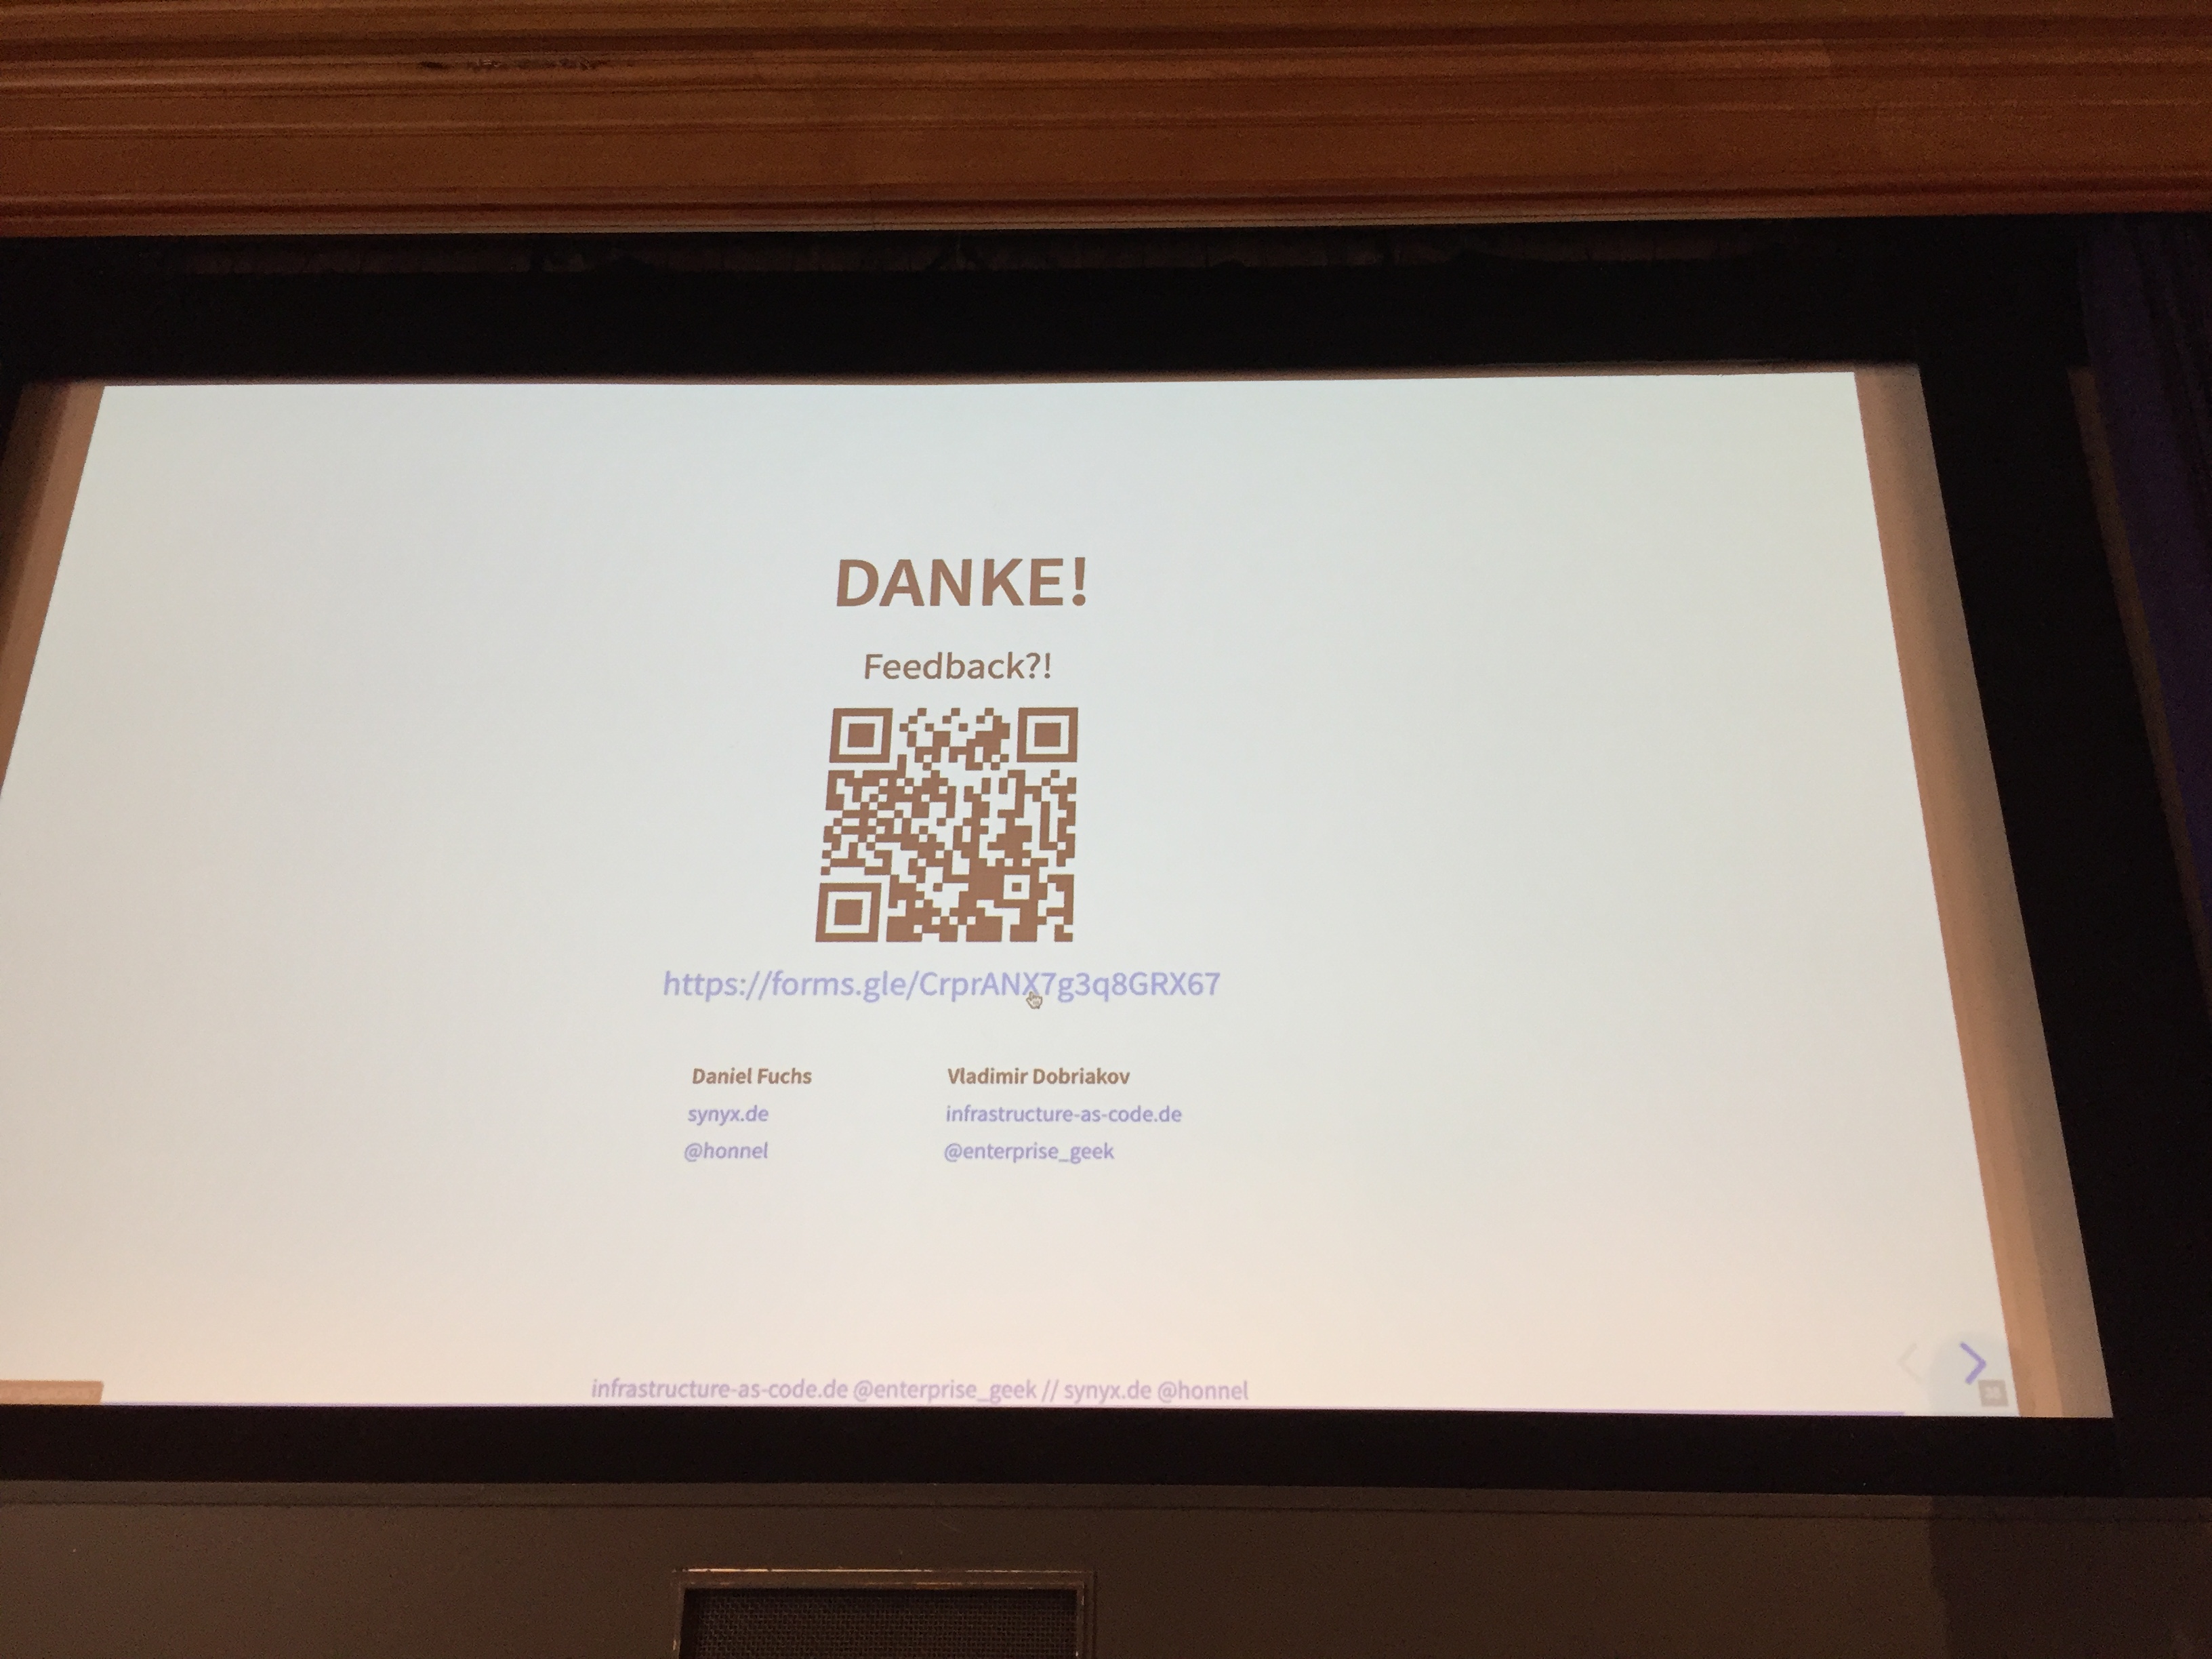 DANKE!
Feedback?!
https://forms.gle/CrprANX7g3q8GRX67
Daniel Fuchs
synyx.de
@honnel
Vladimir Dobriakov
infrastructure-as-code.de
@enterprise_geek
infrastructure-as-code.de @enterprise_geek // synyx.de @honnel